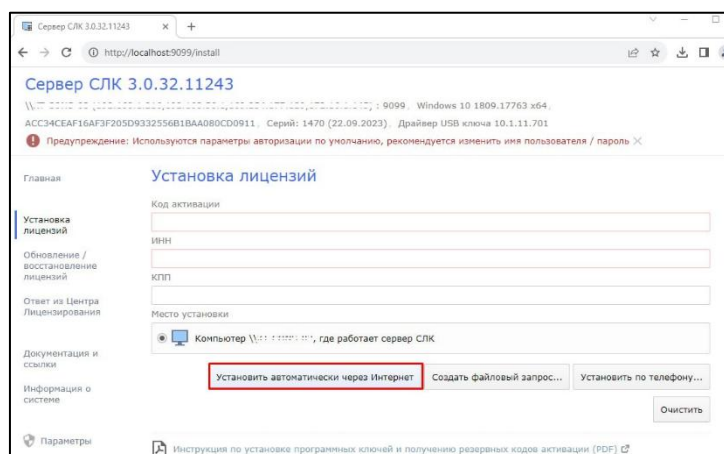 Сервер СЛК 3.0.32.11243
http://localhost:9099/install
Сервер СЛК 3.0.32.11243
: 9099, Windows 10 1809.17763 x64,
ACC34CEAF16AF3F205D9332556B1BAA080CD0911, Серий: 1470 (22.09.2023), Драйвер USB ключа 10.1.11.701
Предупреждение: Используются параметры авторизации по умолчанию, рекомендуется изменить имя пользователя / пароль
Главная
Установка лицензий
Обновление / восстановление лицензий
Ответ из Центра Лицензирования
Документация и ссылки
Информация о системе
Параметры
Установка лицензий
Код активации
ИНН
КПП
Место установки
Компьютер \\, где работает сервер СЛК
Установить автоматически через Интернет
Создать файловый запрос...
Установить по телефону...
Очистить
Инструкция по установке программных ключей и получению резервных кодов активации (PDF)